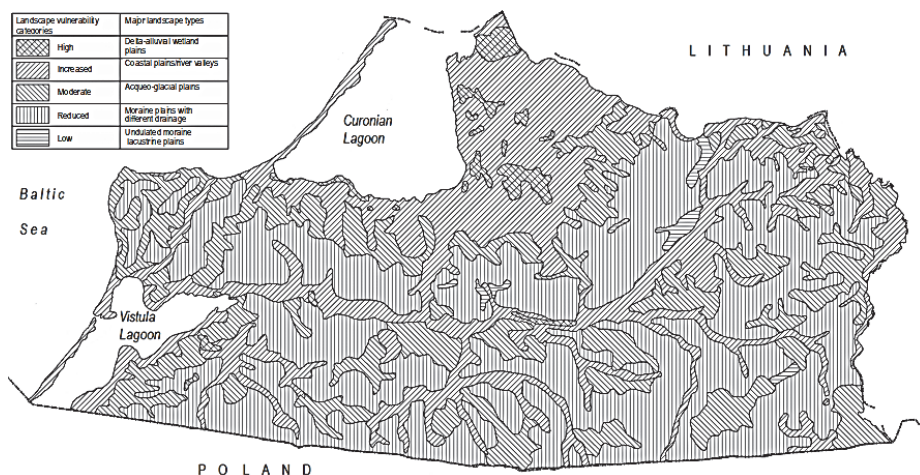 Landscape vulnerability categories
Major landscape types
High
Delta-alluval wetland plains
Increased
Coastal plains/river valleys
Moderate
Acqueo-glacial plains
Reduced
Moraine plains with different drainage
Low
Undulated moraine lacustrine plains
LITHUANIA
Curonian
Lagoon
Baltic
Sea
Vistula
Lagoon
POLAND